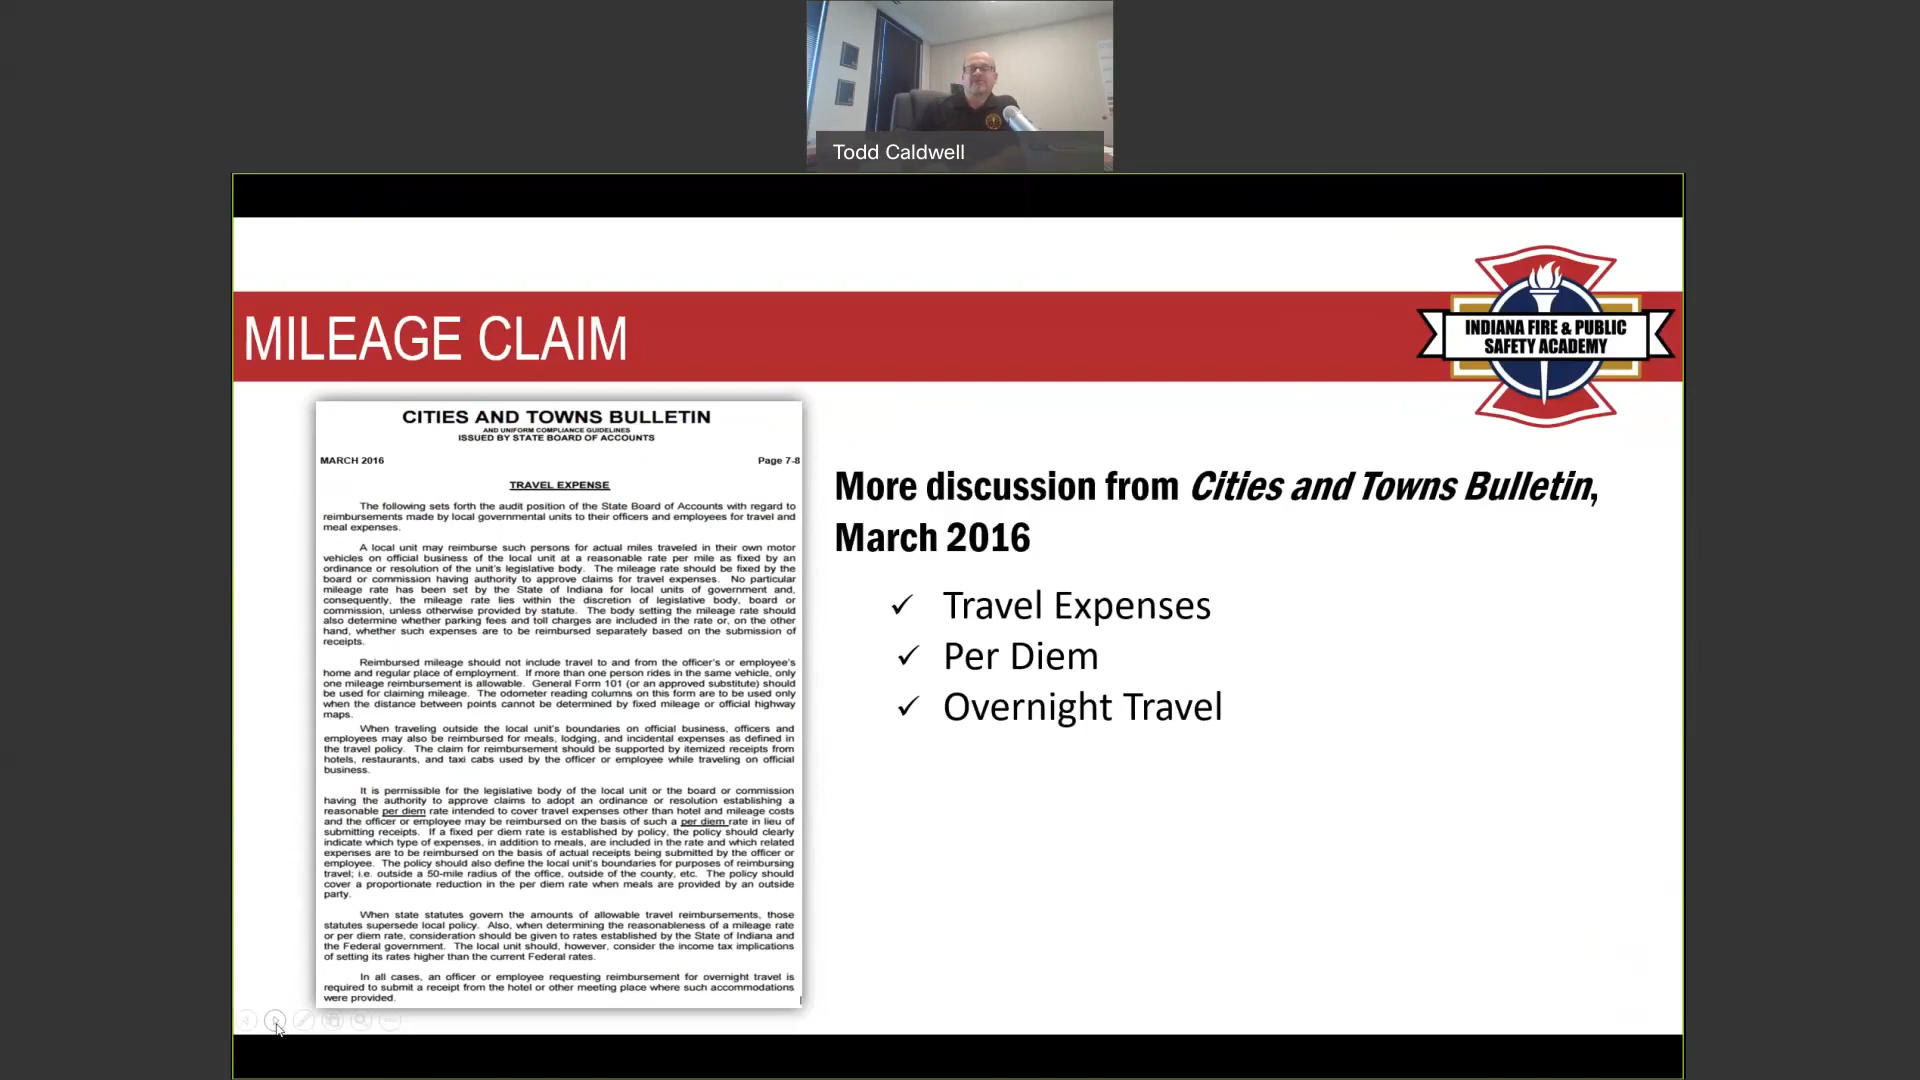 Todd Caldwell
MILEAGE CLAIM
INDIANA FIRE & PUBLIC
SAFETY ACADEMY
CITIES AND TOWNS BULLETIN
AND UNIFORM COMPLIANCE GUIDELINES
ISSUED BY STATE BOARD OF ACCOUNTS
MARCH 2016 Page 7-8
TRAVEL EXPENSE
The following sets forth the audit position of the State Board of Accounts with regard to
reimbursements made by local governmental units to their officers and employees for travel and
meal expenses.
A local unit may reimburse such persons for actual miles traveled in their own motor
vehicles on official business of the local unit at a reasonable rate per mile as fixed by an
ordinance or resolution of the unit's legislative body. The mileage rate should be fixed by the
board or commission having authority to approve claims for travel expenses. No particular
mileage rate has been set by the State of Indiana for local units of government and,
consequently, the mileage rate lies within the discretion of legislative body, board or
commission, unless otherwise provided by statute. The body setting the mileage rate should
also determine whether parking fees and toll charges are included in the rate or, on the other
hand, whether such expenses are to be reimbursed separately based on the submission of
receipts.
Reimbursed mileage should not include travel to and from the officer's or employee's
home and regular place of employment. If more than one person rides in the same vehicle, only
one mileage reimbursement is allowable. General Form 101 (or an approved substitute) should
be used for claiming mileage. The odometer reading columns on this form are to be used only
when the distance between points cannot be determined by fixed mileage or official highway
maps.
When traveling outside the local unit's boundaries on official business, officers and
employees may also be reimbursed for meals, lodging, and incidental expenses as defined in
the travel policy. The claim for reimbursement should be supported by itemized receipts from
hotels, restaurants, and taxi cabs used by the officer or employee while traveling on official
business.
It is permissible for the legislative body of the local unit or the board or commission
having the authority to approve claims to adopt an ordinance or resolution establishing a
reasonable per diem rate intended to cover travel expenses other than hotel and mileage costs
and the officer or employee may be reimbursed on the basis of such a per diem rate in lieu of
submitting receipts. If a fixed per diem rate is established by policy, the policy should clearly
indicate which type of expenses, in addition to meals, are included in the rate and which related
expenses are to be reimbursed on the basis of actual receipts being submitted by the officer or
employee. The policy should also define the local unit's boundaries for purposes of reimbursing
travel; i.e. outside a 50-mile radius of the office, outside of the county, etc. The policy should
cover a proportionate reduction in the per diem rate when meals are provided by an outside
party.
When state statutes govern the amounts of allowable travel reimbursements, those
statutes supersede local policy. Also, when determining the reasonableness of a mileage rate
or per diem rate, consideration should be given to rates established by the State of Indiana and
the Federal government. The local unit should, however, consider the income tax implications
of setting its rates higher than the current Federal rates.
In all cases, an officer or employee requesting reimbursement for overnight travel is
required to submit a receipt from the hotel or other meeting place where such accommodations
were provided.
More discussion from Cities and Towns Bulletin,
March 2016
✓ Travel Expenses
✓ Per Diem
✓ Overnight Travel